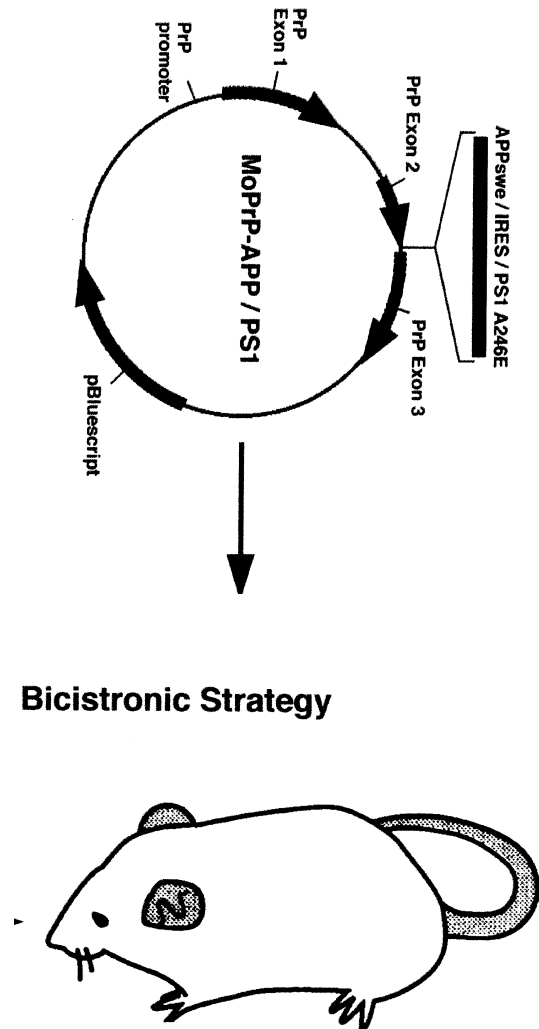 PrP
promoter
PrP
Exon 1
PrP Exon 2
APPswe / IRES / PS1 A246E
MoPrP-APP / PS1
PrP Exon 3
pBluescript
Bicistronic Strategy